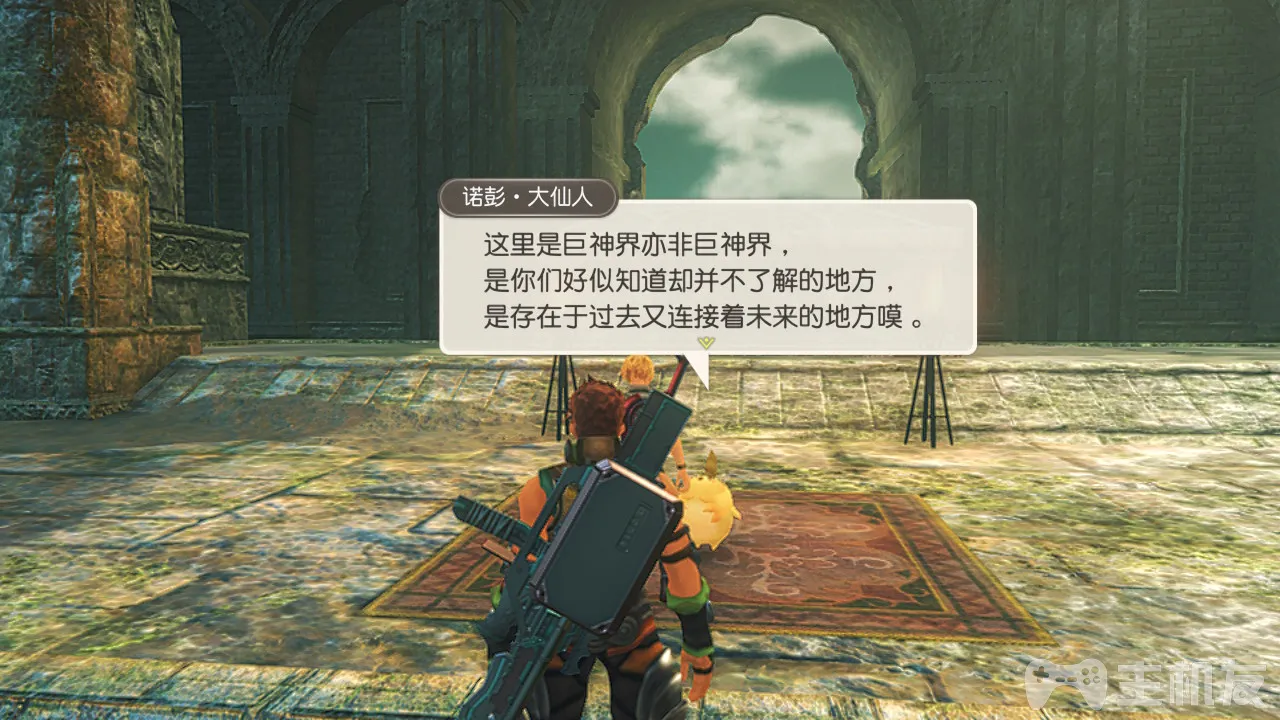 诺彭·大仙人
这里是巨神界亦非巨神界，
是你们好似知道却并不了解的地方，
是存在于过去又连接着未来的地方嘆。
主机友